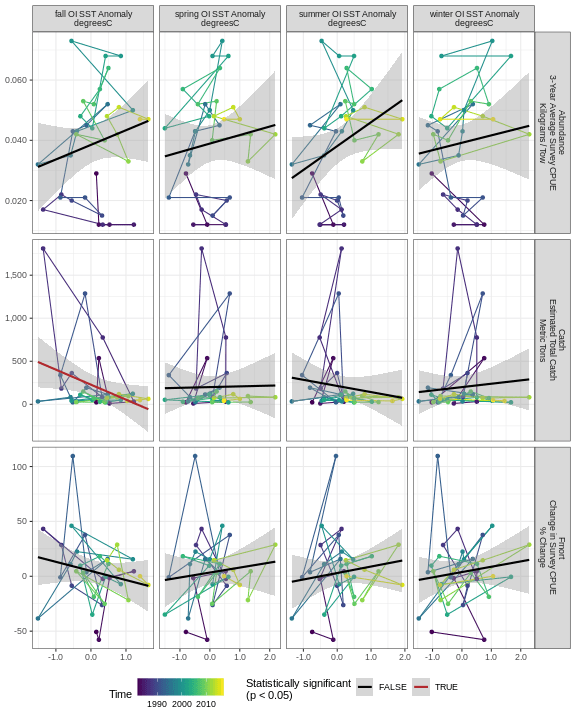 fall OI SST Anomaly
degreesC
spring OI SST Anomaly
degreesC
summer OI SST Anomaly
degreesC
winter OI SST Anomaly
degreesC
0.060
0.040
0.020
Abundance
3-Year Average Survey CPUE
Kilograms / Tow
1,500
1,000
500
0
Catch
Estimated Total Catch
Metric Tons
100
50
0
-50
Fmort
Change in Survey CPUE
% Change
-1.0 0.0 1.0
-1.0 0.0 1.0 2.0
-1.0 0.0 1.0 2.0
-1.0 0.0 1.0 2.0
Time
1990 2000 2010
Statistically significant
(p < 0.05)
FALSE
TRUE